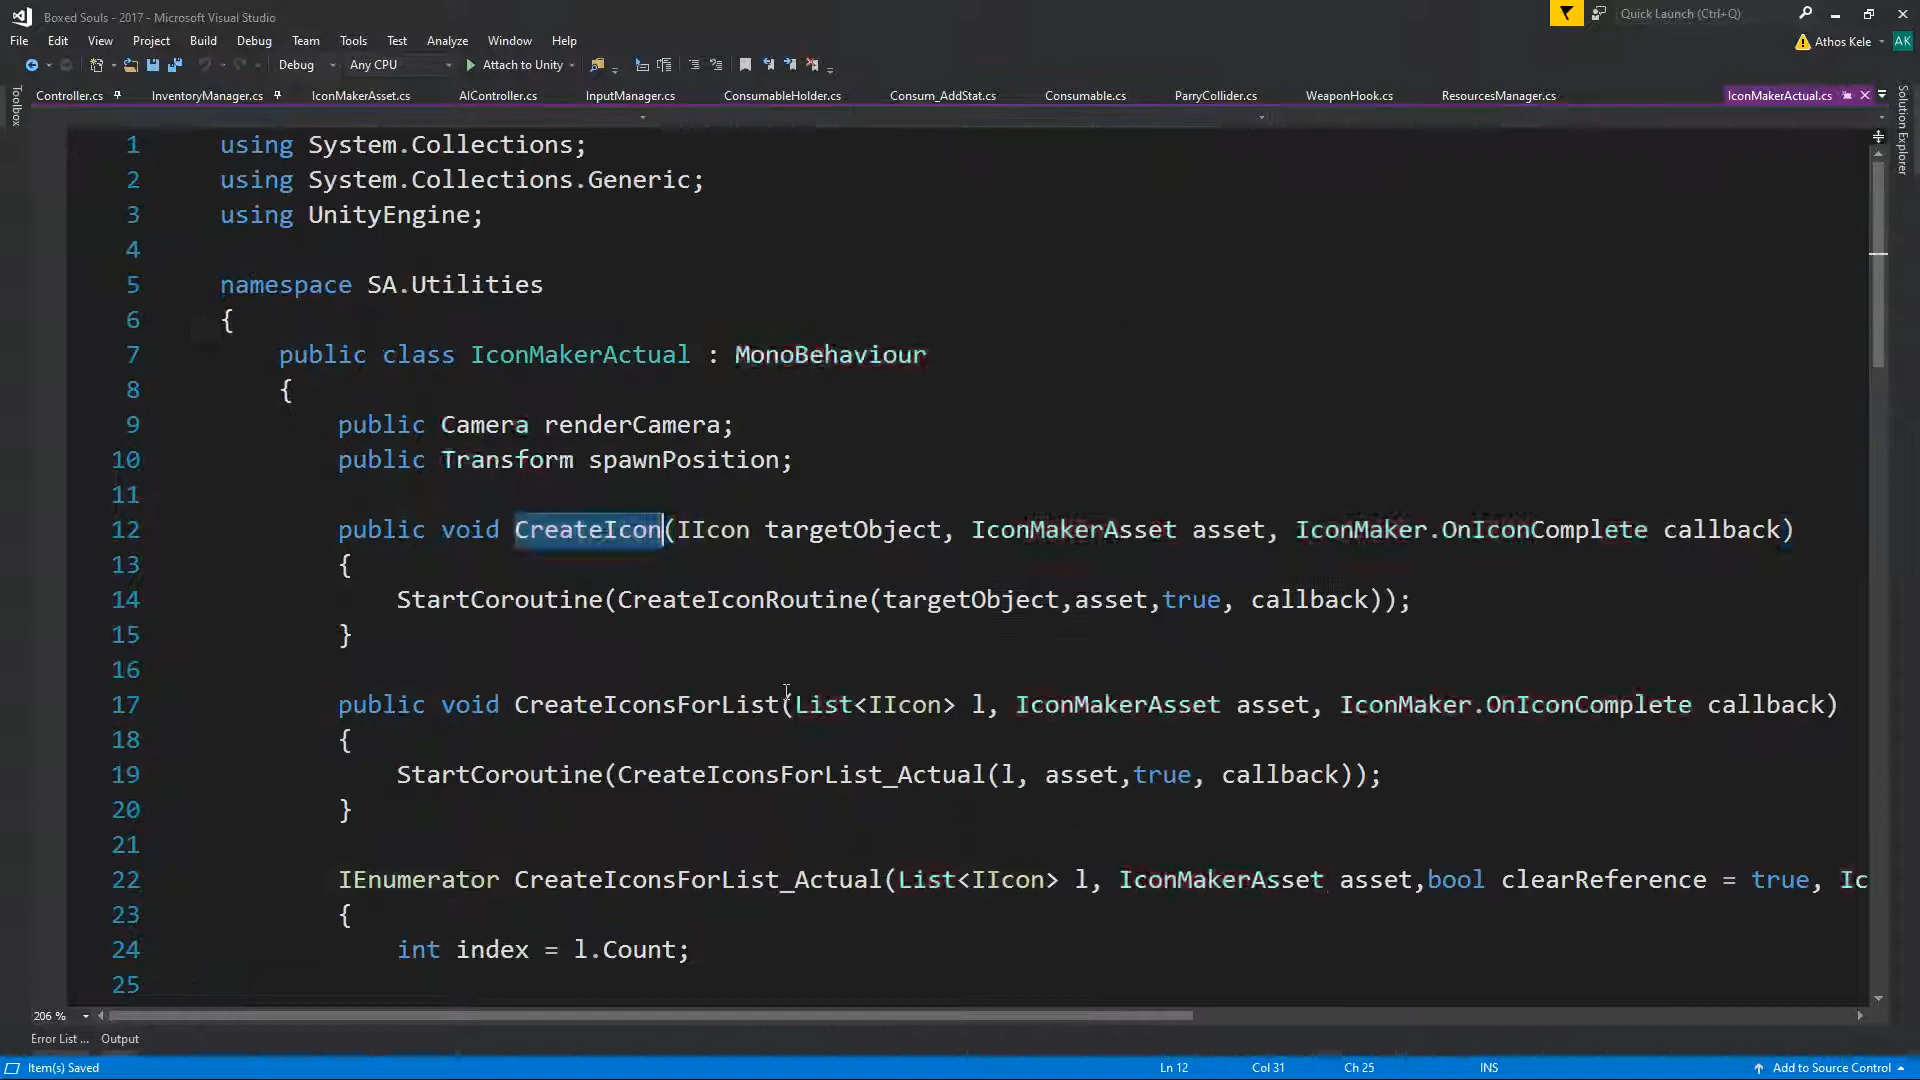 Boxed Souls - 2017 - Microsoft Visual Studio
Quick Launch (Ctrl+Q)
File Edit View Project Build Debug Team Tools Test Analyze Window Help
Athos Kele AK
Debug Any CPU Attach to Unity
Toolbox
Controller.cs InventoryManager.cs IconMakerAsset.cs AIController.cs InputManager.cs ConsumableHolder.cs Consum_AddStat.cs Consumable.cs ParryCollider.cs WeaponHook.cs ResourcesManager.cs IconMakerActual.cs
Solution Explorer
1 using System.Collections;
2 using System.Collections.Generic;
3 using UnityEngine;
4
5 namespace SA.Utilities
6 {
7 public class IconMakerActual : MonoBehaviour
8 {
9 public Camera renderCamera;
10 public Transform spawnPosition;
11
12 public void CreateIcon(IIcon targetObject, IconMakerAsset asset, IconMaker.OnIconComplete callback)
13 {
14 StartCoroutine(CreateIconRoutine(targetObject,asset,true, callback));
15 }
16
17 public void CreateIconsForList(List<IIcon> l, IconMakerAsset asset, IconMaker.OnIconComplete callback)
18 {
19 StartCoroutine(CreateIconsForList_Actual(l, asset,true, callback));
20 }
21
22 IEnumerator CreateIconsForList_Actual(List<IIcon> l, IconMakerAsset asset,bool clearReference = true, Ic
23 {
24 int index = l.Count;
25
206 %
Error List ... Output
Item(s) Saved Ln 12 Col 31 Ch 25 INS Add to Source Control